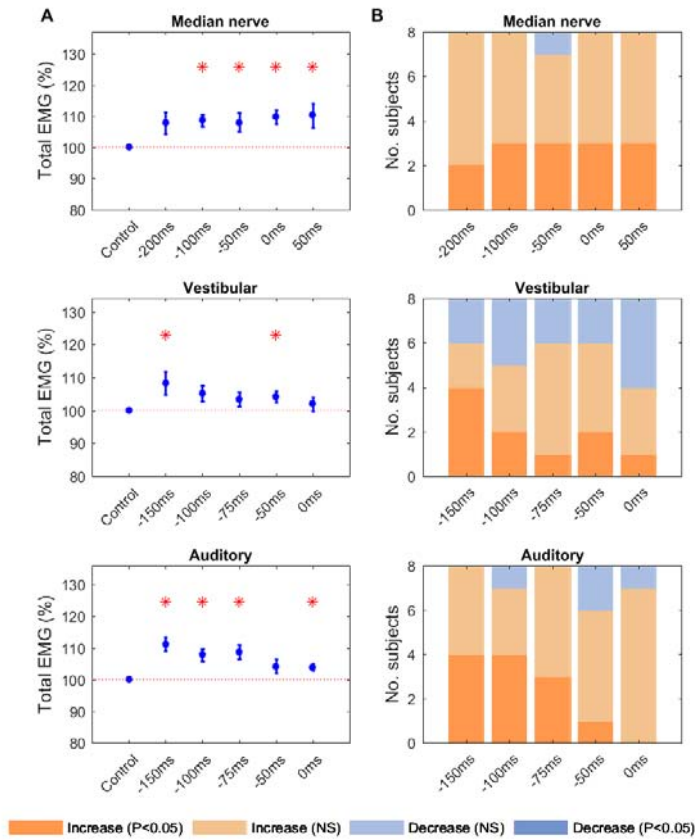 A
B
Median nerve
Total EMG (%)
130
120
110
100
90
80
Control
-200ms
-100ms
-50ms
0ms
50ms
Median nerve
No. subjects
8
6
4
2
0
-200ms
-100ms
-50ms
0ms
50ms
Vestibular
Total EMG (%)
130
120
110
100
90
80
Control
-150ms
-100ms
-75ms
-50ms
0ms
Vestibular
No. subjects
8
6
4
2
0
-150ms
-100ms
-75ms
-50ms
0ms
Auditory
Total EMG (%)
130
120
110
100
90
80
Control
-150ms
-100ms
-75ms
-50ms
0ms
Auditory
No. subjects
8
6
4
2
0
-150ms
-100ms
-75ms
-50ms
0ms
Increase (P<0.05) Increase (NS) Decrease (NS) Decrease (P<0.05)